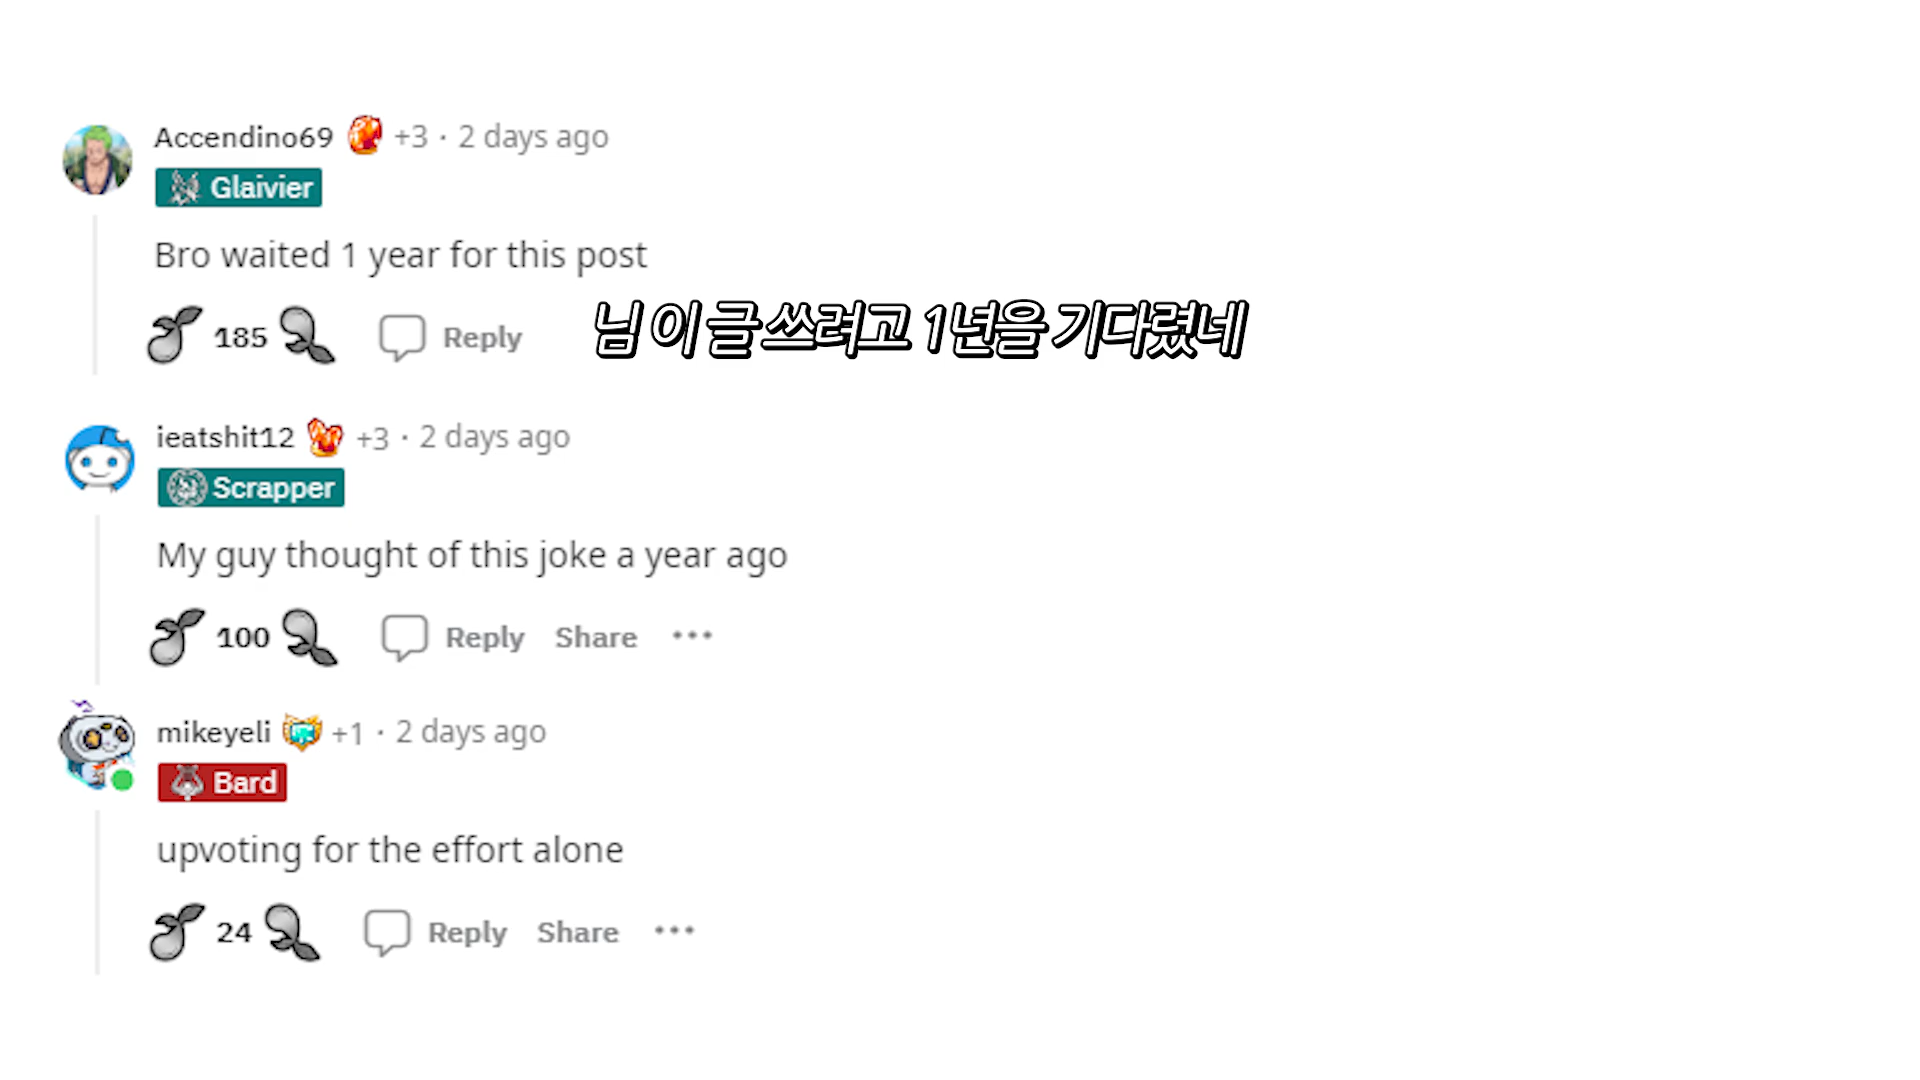 Accendino69 +3 · 2 days ago
Glaivier
Bro waited 1 year for this post
185 Reply
님 이 글 쓰려고 1년을 기다렸네
ieatshit12 +3 · 2 days ago
Scrapper
My guy thought of this joke a year ago
100 Reply Share ···
mikeyeli +1 · 2 days ago
Bard
upvoting for the effort alone
24 Reply Share ···